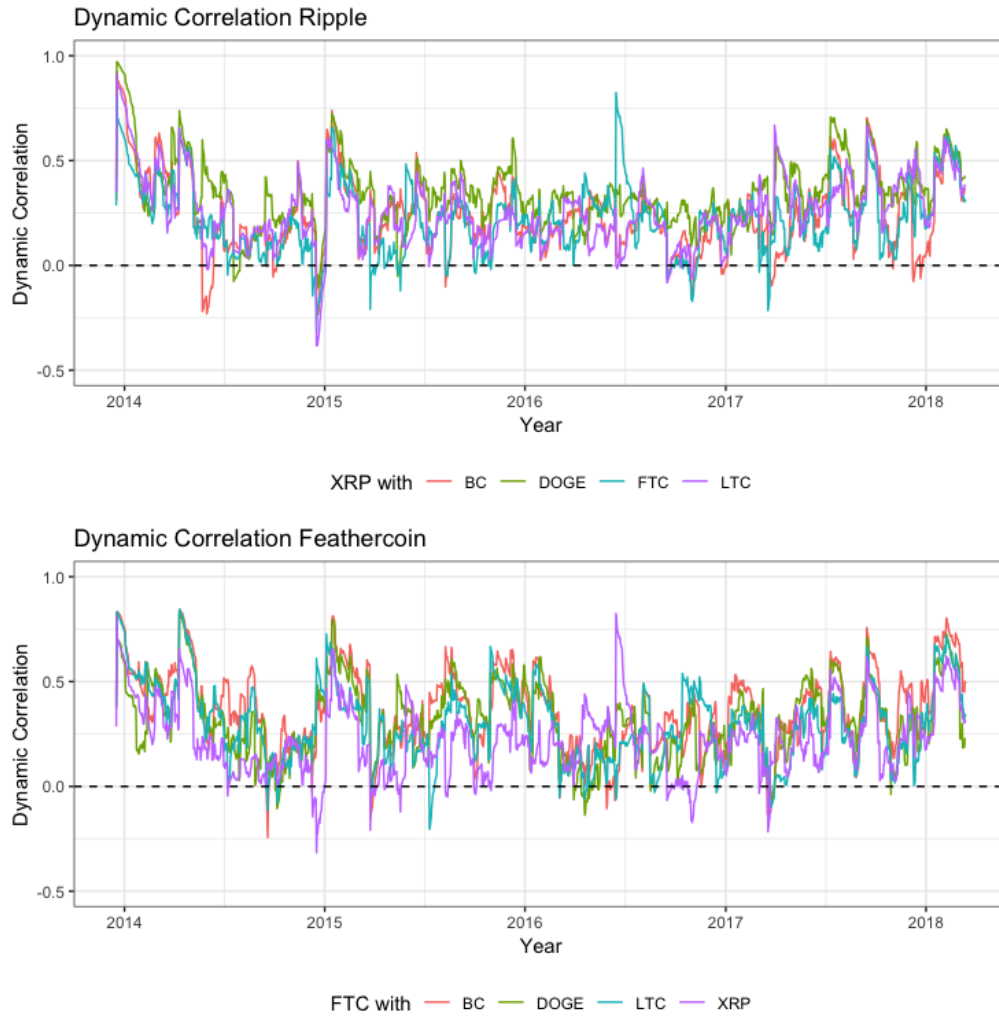 Dynamic Correlation Ripple
1.0
0.5
0.0
-0.5
Dynamic Correlation
2014 2015 2016 2017 2018
Year
XRP with BC DOGE FTC LTC
Dynamic Correlation Feathercoin
1.0
0.5
0.0
-0.5
Dynamic Correlation
2014 2015 2016 2017 2018
Year
FTC with BC DOGE LTC XRP